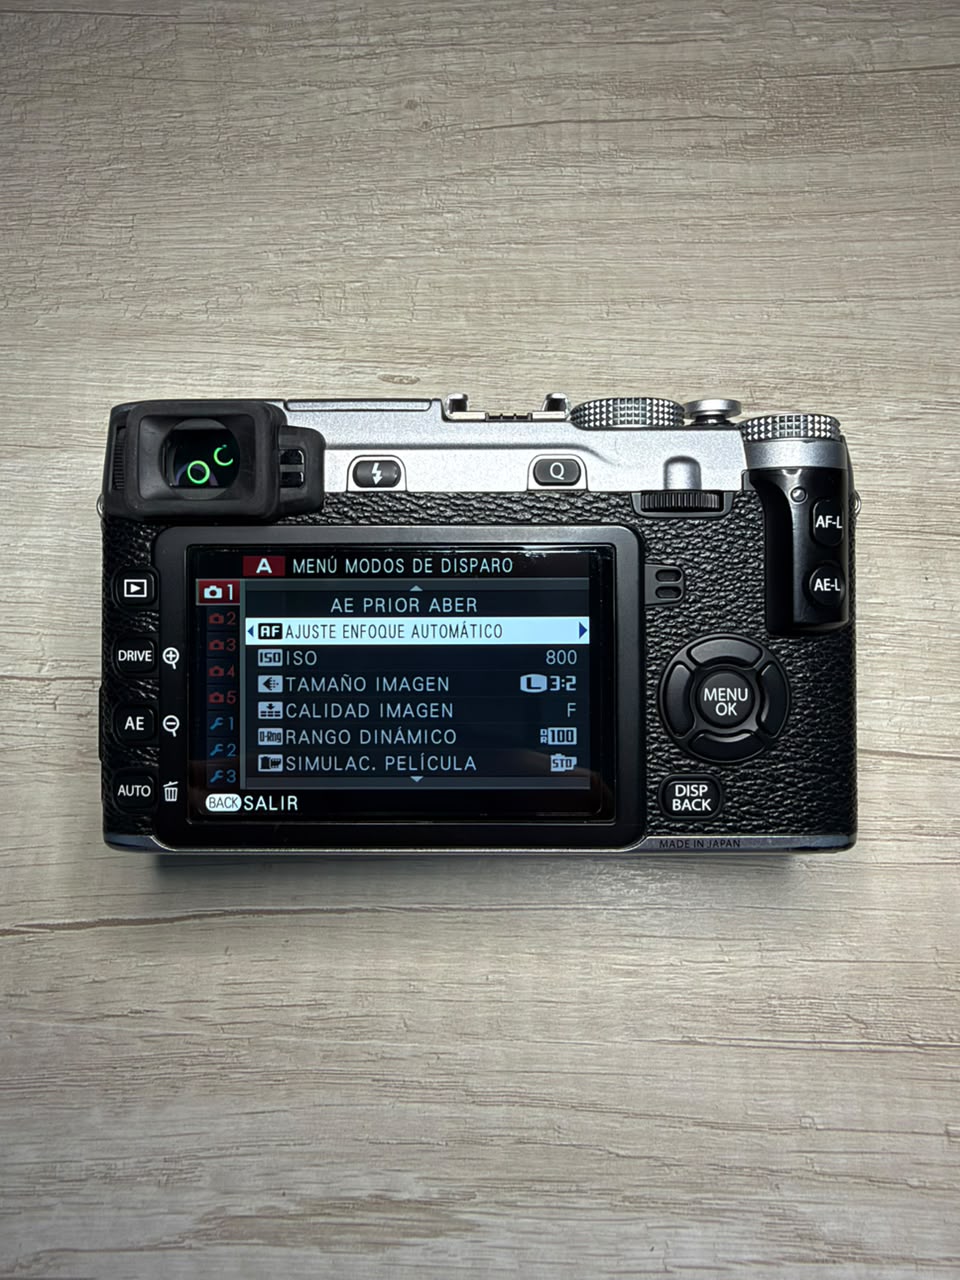 Q
AF-L
AE-L
A MENÚ MODOS DE DISPARO
1
2
3
4
5
1
2
3
AE PRIOR ABER
AF AJUSTE ENFOQUE AUTOMÁTICO
ISO ISO 800
TAMAÑO IMAGEN L 3:2
CALIDAD IMAGEN F
D-Rng RANGO DINÁMICO DR 100
SIMULAC. PELÍCULA STD
BACK SALIR
DRIVE
AE
AUTO
MENU
OK
DISP
BACK
MADE IN JAPAN